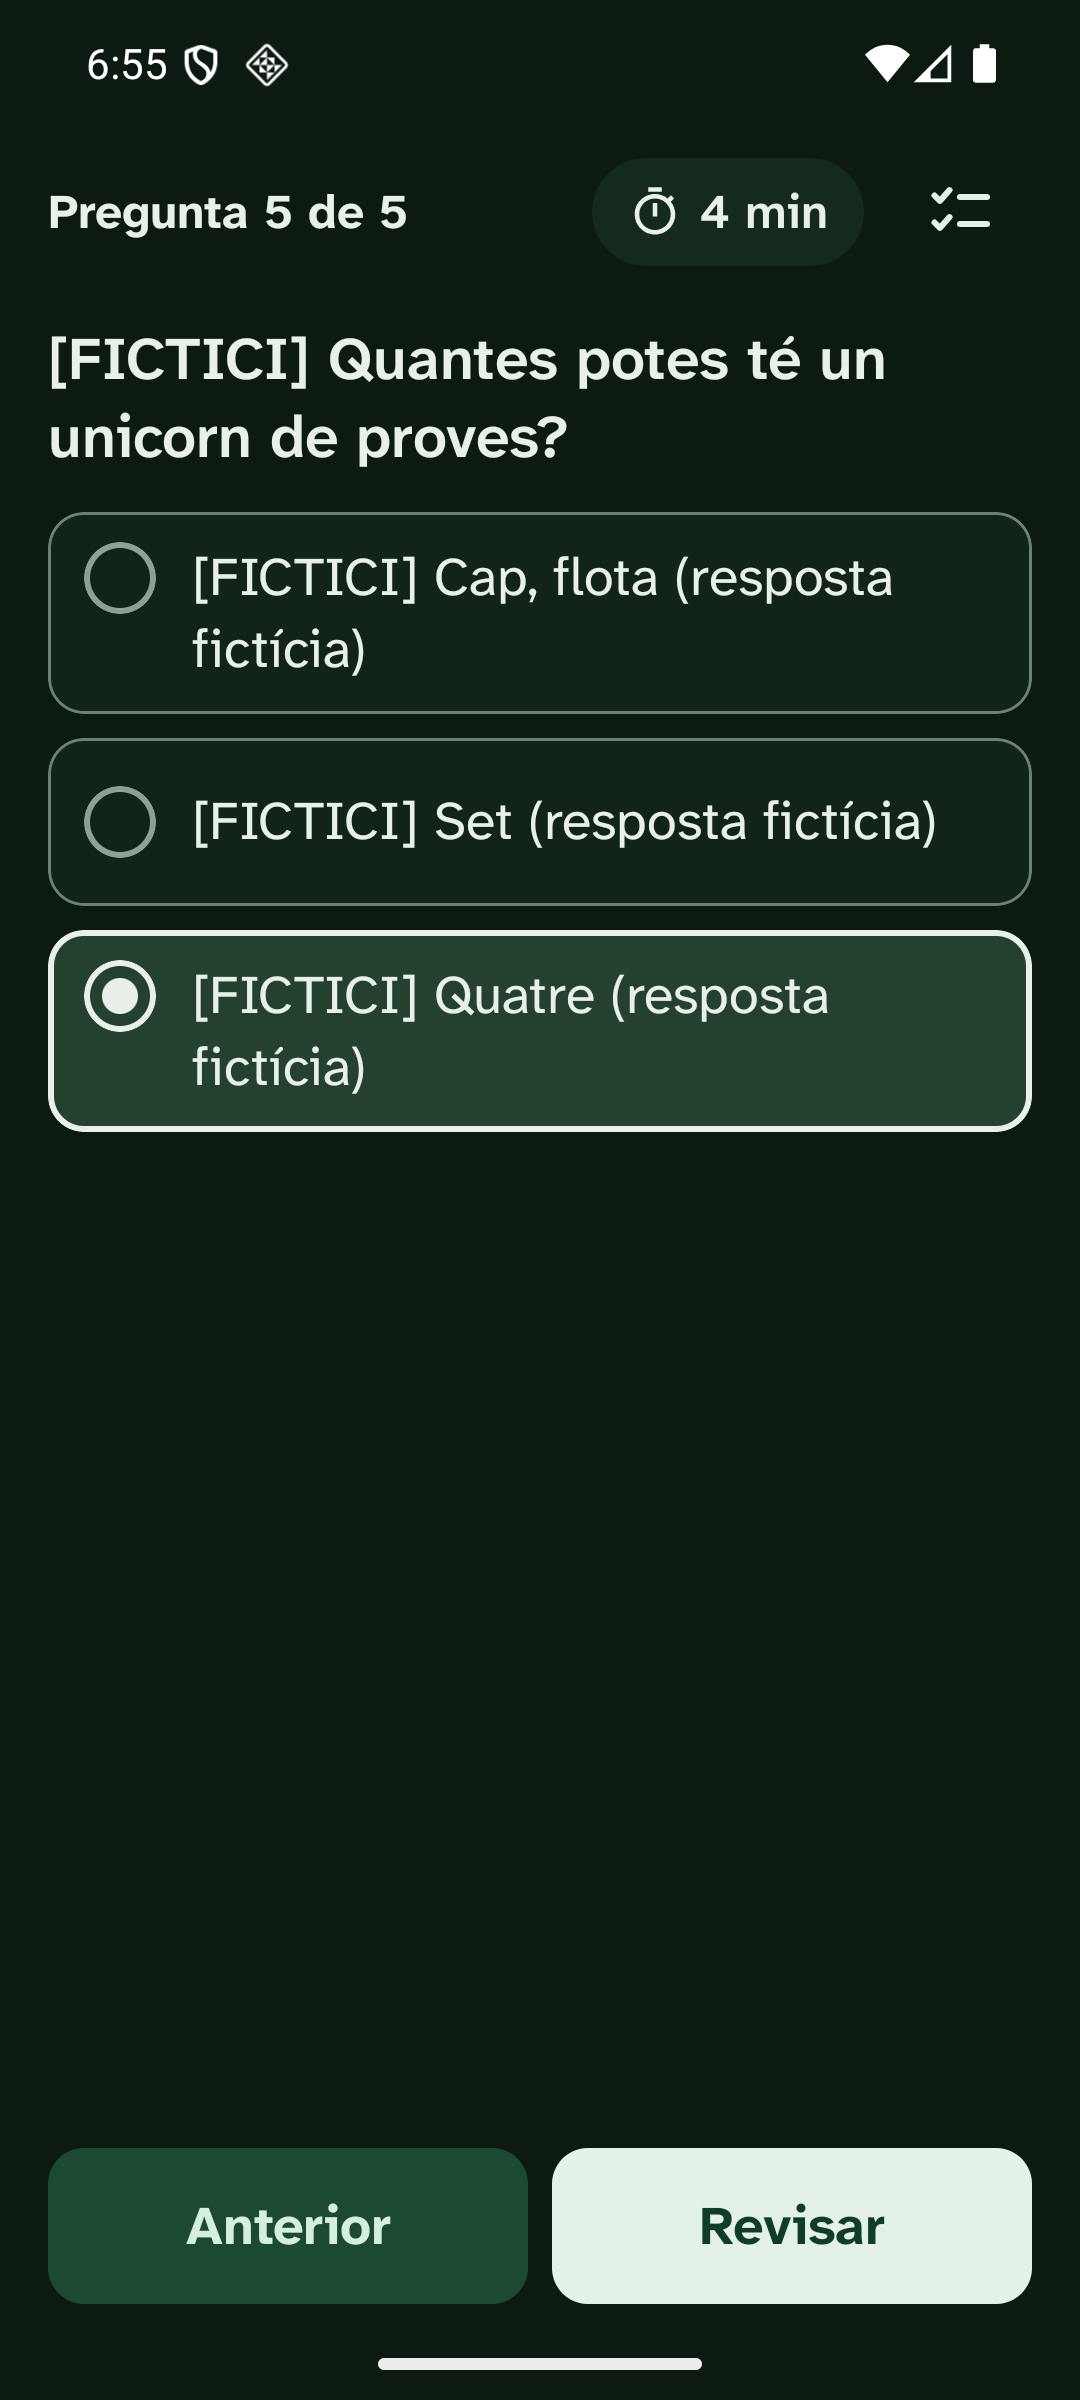 6:55
Pregunta 5 de 5
4 min
[FICTICI] Quantes potes té un
unicorn de proves?
[FICTICI] Cap, flota (resposta
fictícia)
[FICTICI] Set (resposta fictícia)
[FICTICI] Quatre (resposta
fictícia)
Anterior
Revisar